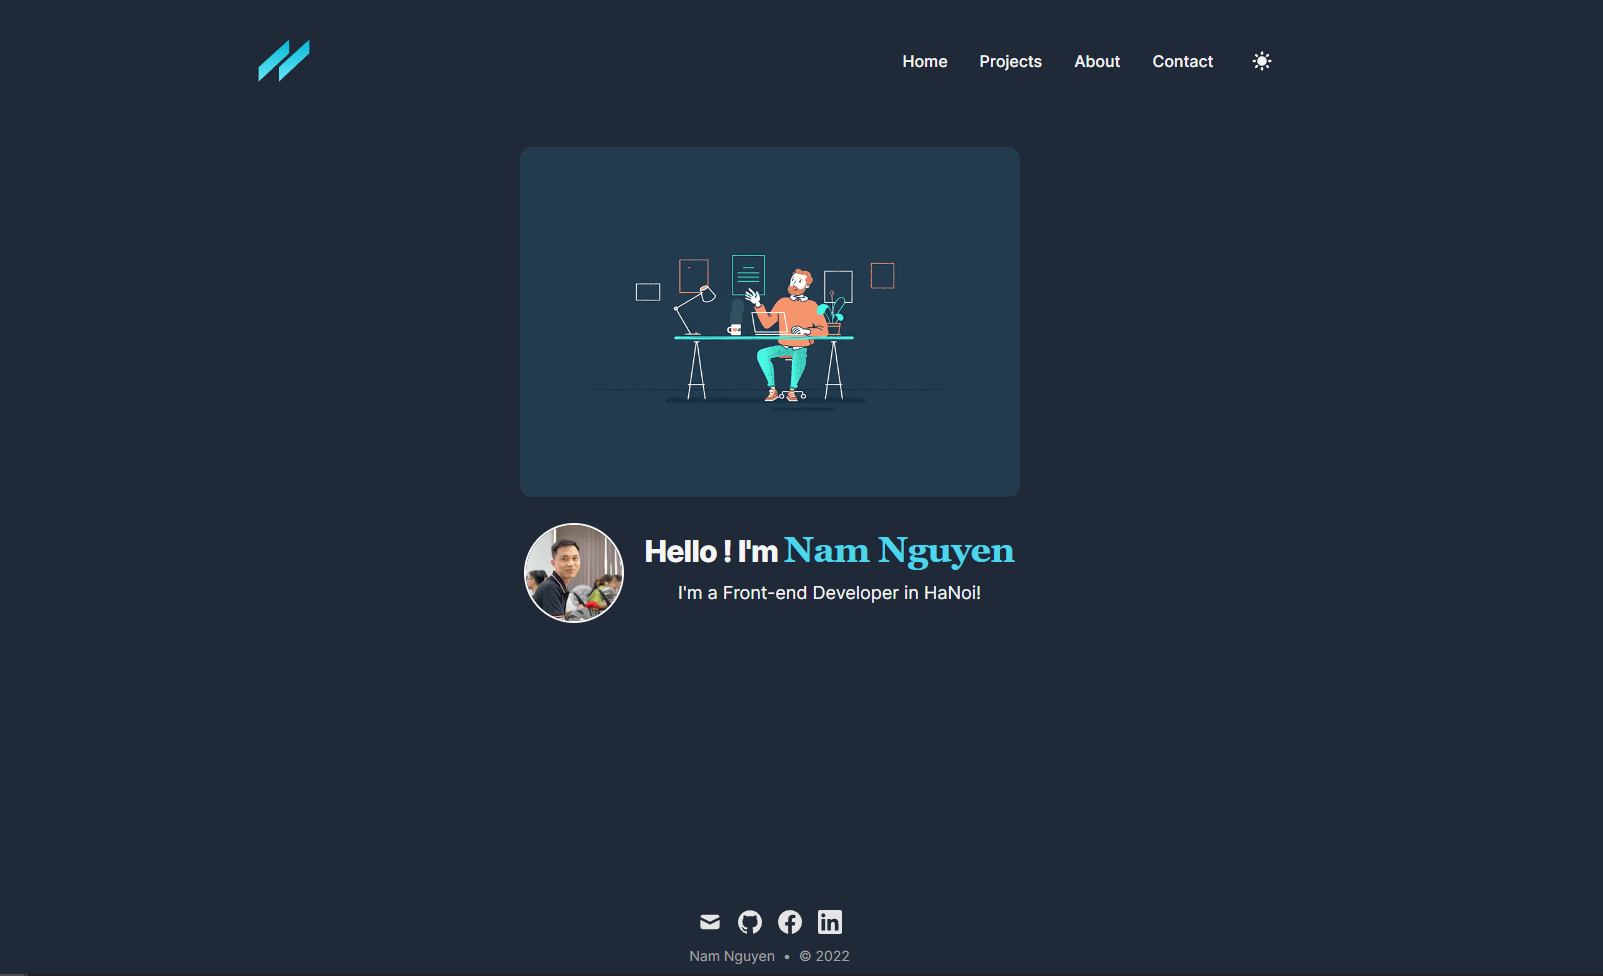 Home Projects About Contact
Hello ! I'm Nam Nguyen
I'm a Front-end Developer in HaNoi!
Nam Nguyen • © 2022